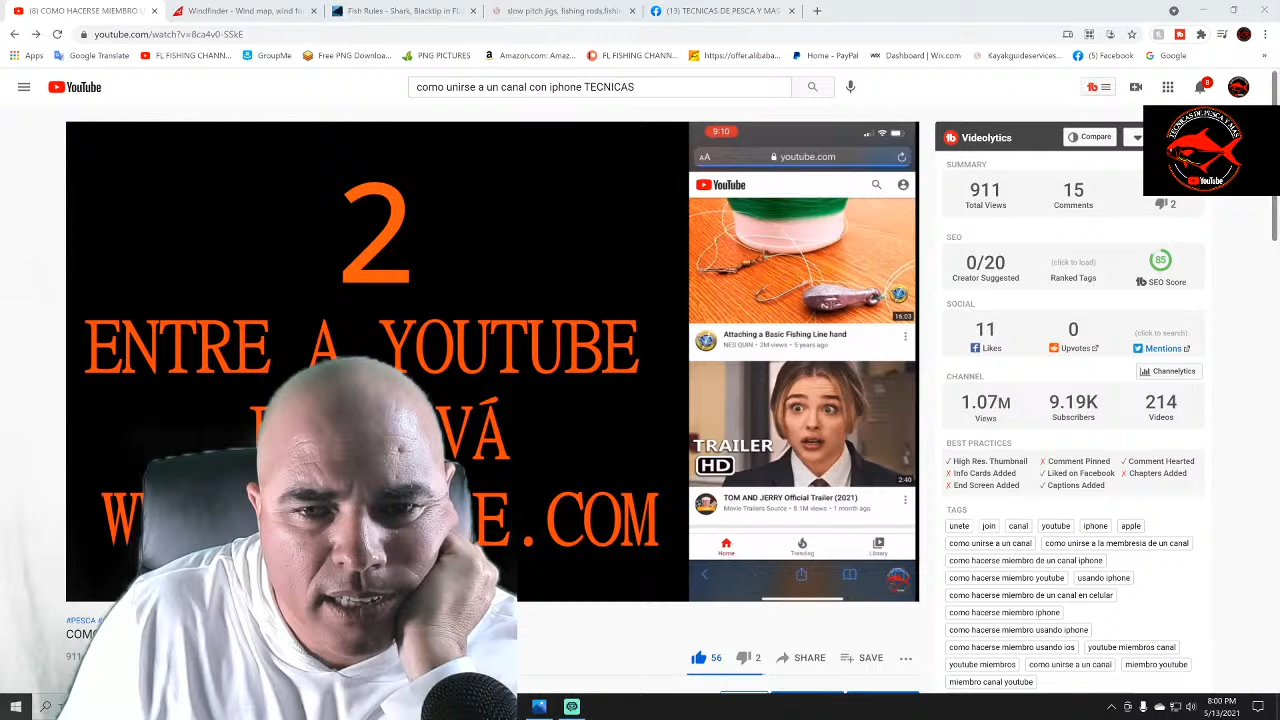 (8) COMO HACERSE MIEMBRO U
Windfinder - Wind map, wind fo
Fish Rules - Shark, Blacktip in FL
slow pitch jigs, fishing rods,fishin
(13) TECNICAS DE PESCA Y MAS
youtube.com/watch?v=8ca4v0-SSkE
Apps
Google Translate
FL FISHING CHANN...
GroupMe
Free PNG Downloa...
PNG PICTURES
Amazon.com: Amaz...
FL FISHING CHANN...
https://offer.alibaba...
Home - PayPal
Dashboard | Wix.com
Kayakguideservices...
(5) Facebook
Google
YouTube
como unirse a un canal con iphone TECNICAS
8
2
ENTRE A YOUTUBE
VÁ
W
E.COM
9:10
AA
youtube.com
YouTube
16:03
Attaching a Basic Fishing Line hand
NES QUIN • 2M views • 5 years ago
TRAILER
HD
2:40
TOM AND JERRY Official Trailer (2021)
Movie Trailers Source • 8.1M views • 1 month ago
Home
Trending
Library
tb Videolytics
Compare
TECNICAS DE PESCA Y MAS
YouTube
SUMMARY
911
15
Total Views
Comments
2
SEO
0/20
(click to load)
85
Creator Suggested
Ranked Tags
tb SEO Score
SOCIAL
11
0
(click to search)
Likes
Upvotes
Mentions
CHANNEL
Channelytics
1.07M
9.19K
214
Views
Subscribers
Videos
BEST PRACTICES
✓ High Res. Thumbnail
✗ Comment Pinned
✓ Comment Hearted
✗ Info Cards Added
✓ Liked on Facebook
✗ Chapters Added
✗ End Screen Added
✓ Captions Added
TAGS
unete
join
canal
youtube
iphone
apple
como unirse a un canal
como unirse a la membresia de un canal
como hacerse miembro de un canal iphone
como hacerse miembro youtube
usando iphone
como hacerse miembro de un canal en celular
como hacerse miembro iphone
como hacerse miembro usando iphone
como hacerse miembro usando ios
youtube miembros canal
youtube miembros
como unirse a un canal
miembro youtube
miembro canal youtube
#PESCA #
COMO
911
56
2
SHARE
SAVE
8:00 PM
5/13/2021